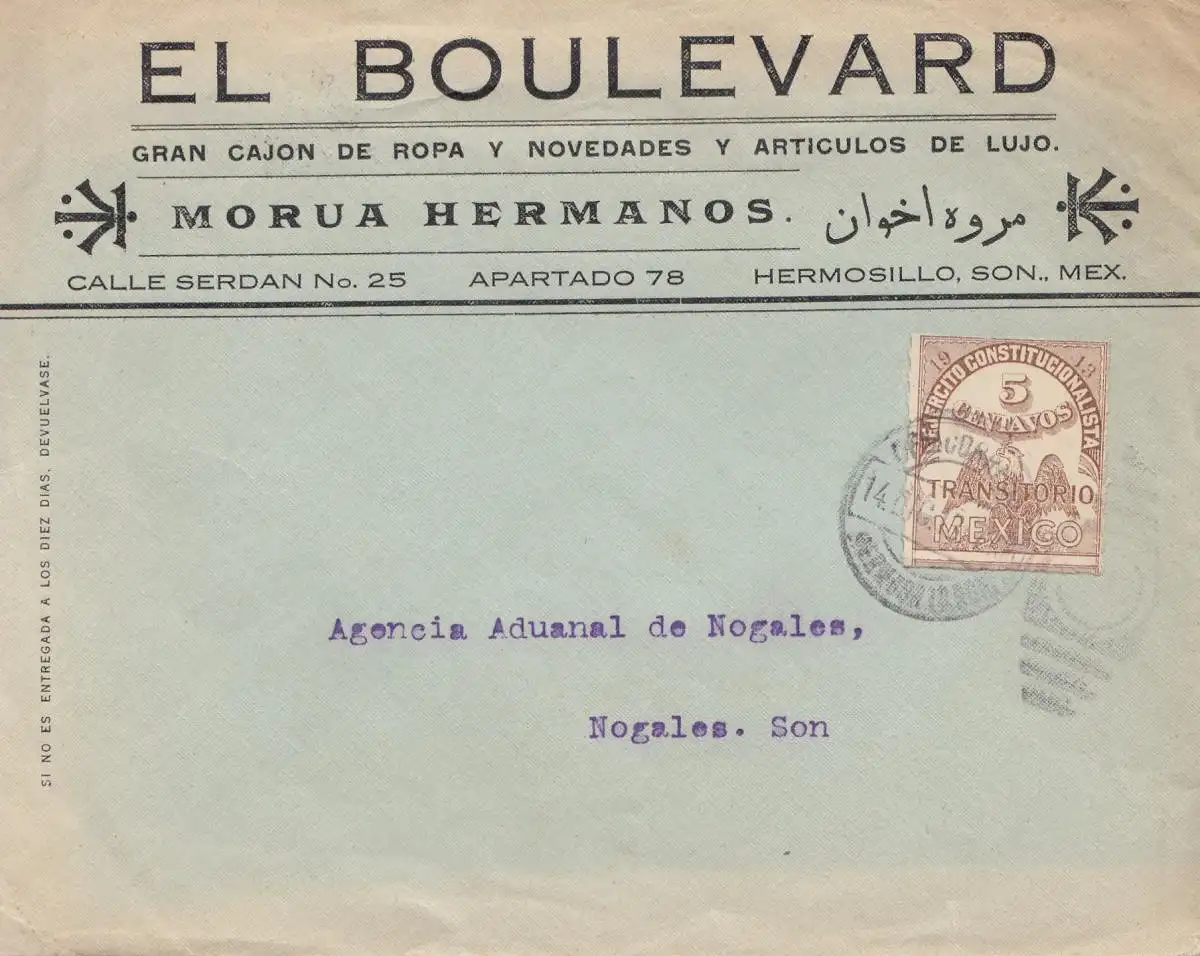 EL BOULEVARD
GRAN CAJON DE ROPA Y NOVEDADES Y ARTICULOS DE LUJO.
MORUA HERMANOS. مروه اخوان
CALLE SERDAN No. 25 APARTADO 78 HERMOSILLO, SON., MEX.
SI NO ES ENTREGADA A LOS DIEZ DIAS, DEVUELVASE.
19 13
EJERCITO CONSTITUCIONALISTA
5
CENTAVOS
TRANSITORIO
MEXICO
14 DIC
Agencia Aduanal de Nogales,
Nogales. Son